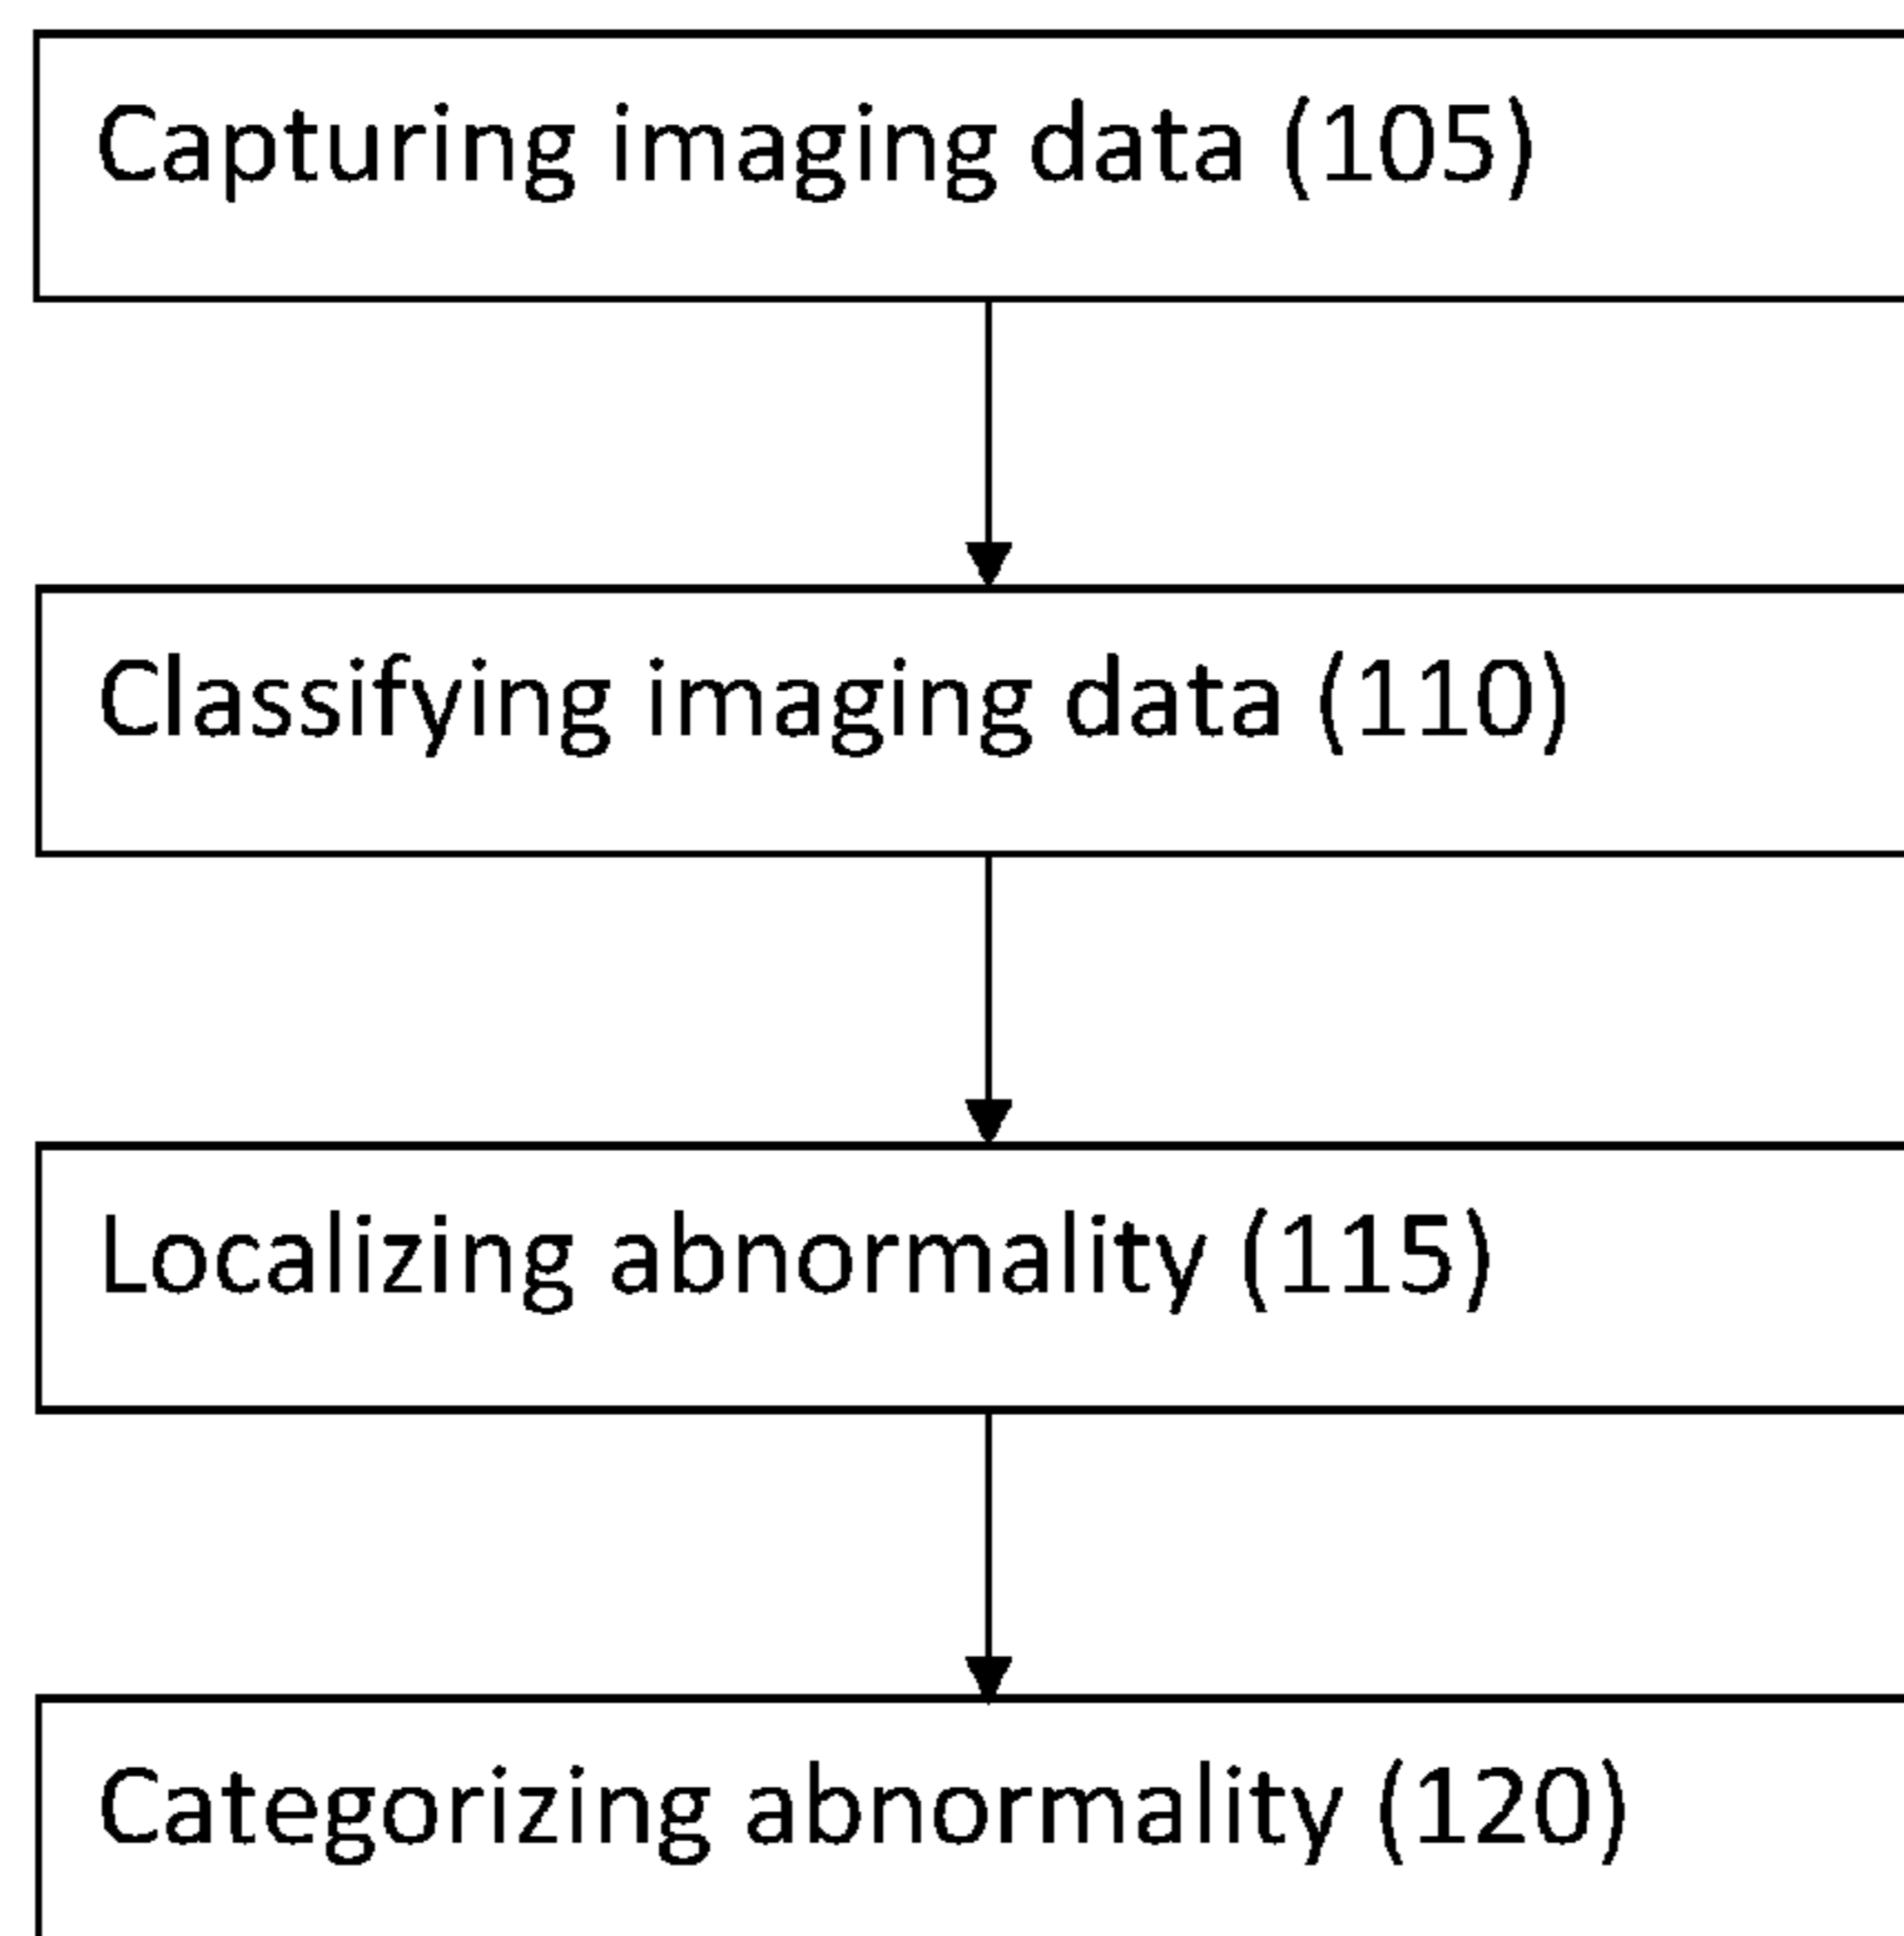 Capturing imaging data (105)
Classifying imaging data (110)
Localizing abnormality (115)
Categorizing abnormality (120)